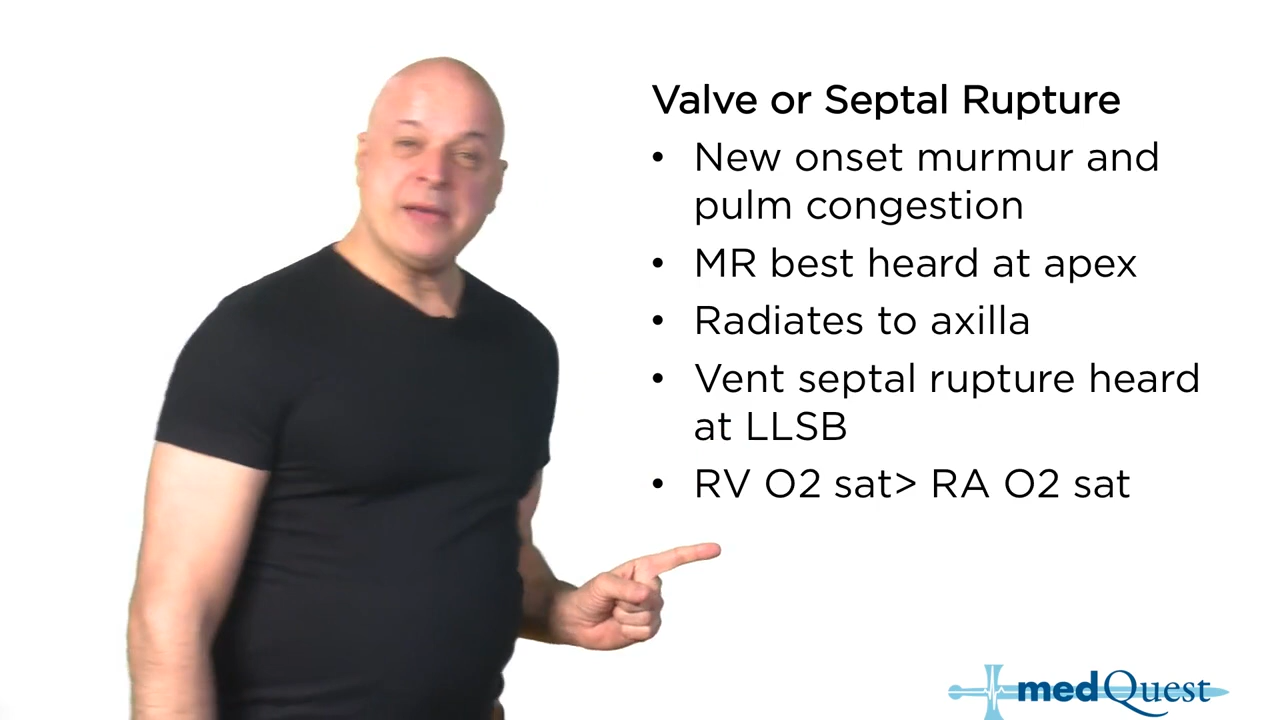 Valve or Septal Rupture
• New onset murmur and
pulm congestion
• MR best heard at apex
• Radiates to axilla
• Vent septal rupture heard
at LLSB
• RV O2 sat> RA O2 sat
medQuest